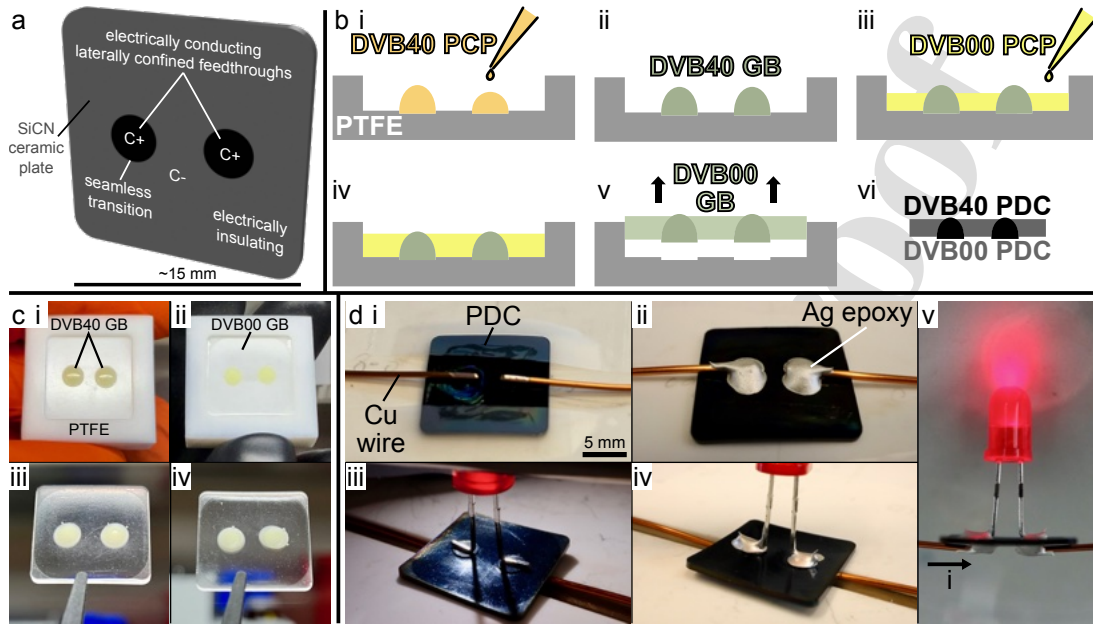 a
electrically conducting
laterally confined feedthroughs
SiCN
ceramic
plate
C+
C+
C-
seamless
transition
electrically
insulating
~15 mm
b i
DVB40 PCP
PTFE
ii
DVB40 GB
iii
DVB00 PCP
iv
v
DVB00
GB
vi
DVB40 PDC
DVB00 PDC
c i
DVB40 GB
PTFE
ii
DVB00 GB
iii
iv
d i
PDC
Cu
wire
5 mm
ii
Ag epoxy
iii
iv
v
i
proof